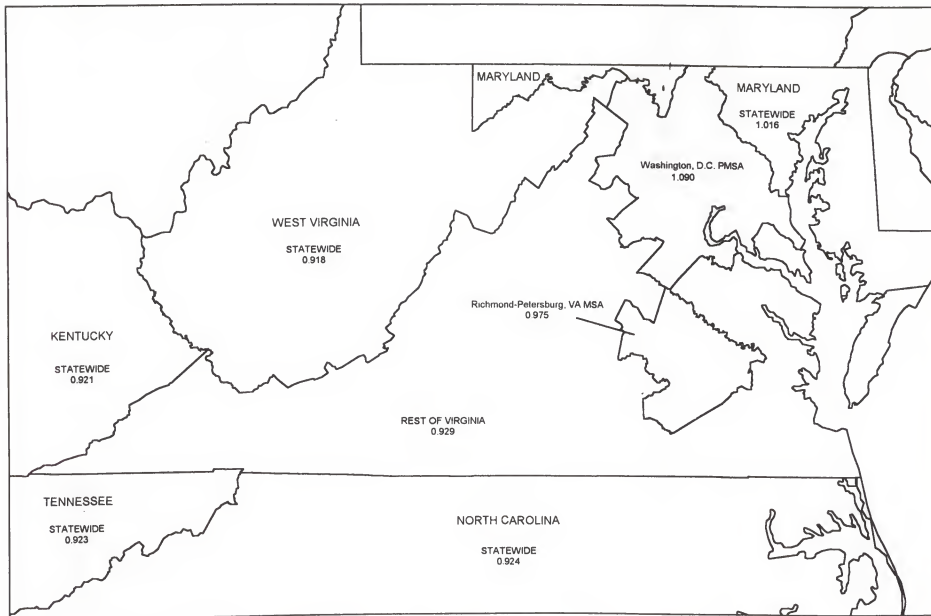 MARYLAND
MARYLAND
STATEWIDE
1.016
Washington, D.C. PMSA
1.090
WEST VIRGINIA
STATEWIDE
0.918
Richmond-Petersburg, VA MSA
0.975
KENTUCKY
STATEWIDE
0.921
REST OF VIRGINIA
0.929
TENNESSEE
STATEWIDE
0.923
NORTH CAROLINA
STATEWIDE
0.924